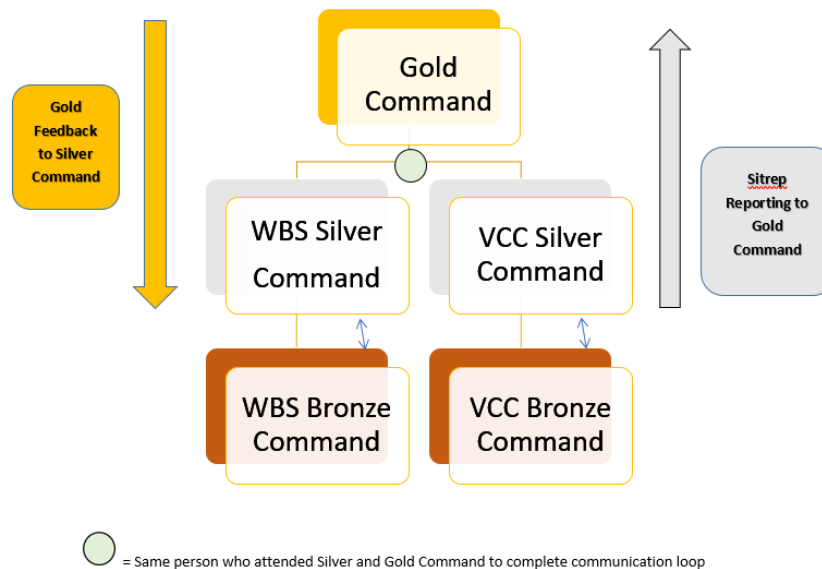 Gold
Command
Gold
Feedback
to Silver
Command
Sitrep
Reporting to
Gold
Command
WBS Silver
Command
VCC Silver
Command
WBS Bronze
Command
VCC Bronze
Command
= Same person who attended Silver and Gold Command to complete communication loop